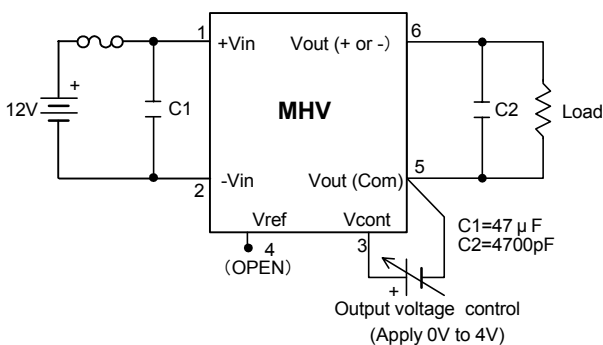 1
+Vin
Vout (+ or -)
6
+
12V
C1
MHV
C2
Load
2
-Vin
Vout (Com)
5
Vref
Vcont
4
(OPEN)
3
C1=47 μ F
C2=4700pF
+
Output voltage control
(Apply 0V to 4V)